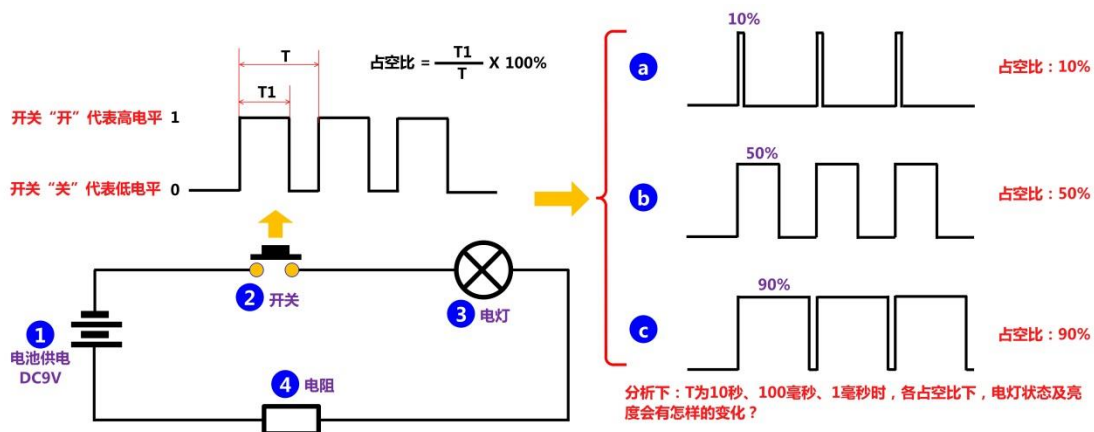 T
T1
占空比 = T1/T X 100%
开关“开”代表高电平 1
开关“关”代表低电平 0
2 开关
3 电灯
1
电池供电
DC9V
4 电阻
a
10%
占空比：10%
b
50%
占空比：50%
c
90%
占空比：90%
分析下：T为10秒、100毫秒、1毫秒时，各占空比下，电灯状态及亮
度会有怎样的变化？